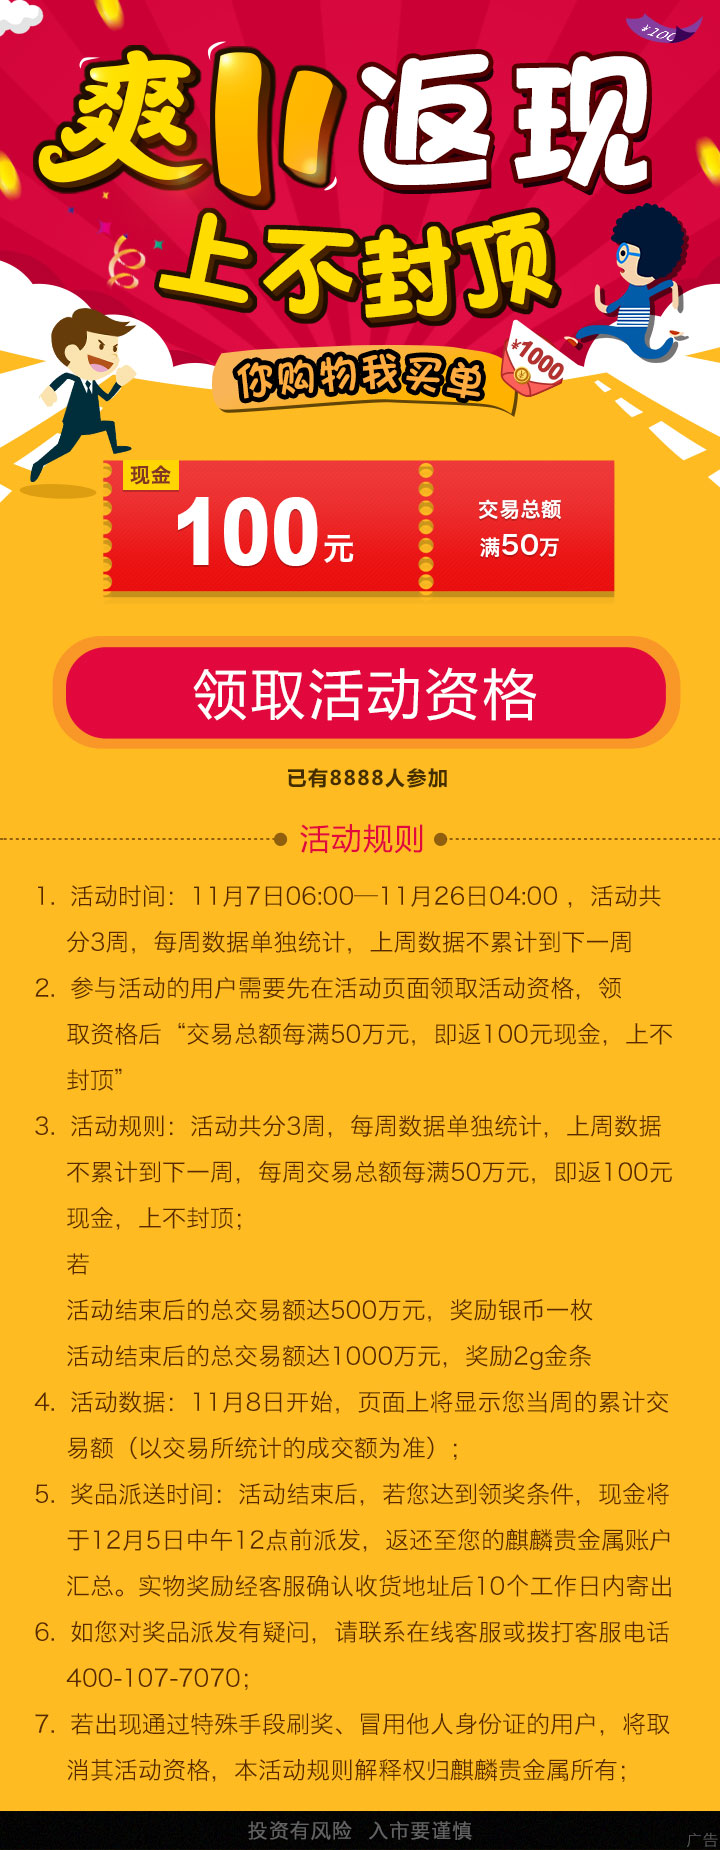 ¥100
爽11返现
上不封顶
你购物我买单
¥1000
现金
100元
交易总额
满50万
领取活动资格
已有8888人参加
活动规则
1. 活动时间：11月7日06:00—11月26日04:00，活动共
分3周，每周数据单独统计，上周数据不累计到下一周
2. 参与活动的用户需要先在活动页面领取活动资格，领
取资格后“交易总额每满50万元，即返100元现金，上不
封顶”
3. 活动规则：活动共分3周，每周数据单独统计，上周数据
不累计到下一周，每周交易总额每满50万元，即返100元
现金，上不封顶；
若
活动结束后的总交易额达500万元，奖励银币一枚
活动结束后的总交易额达1000万元，奖励2g金条
4. 活动数据：11月8日开始，页面上将显示您当周的累计交
易额（以交易所统计的成交额为准）；
5. 奖品派送时间：活动结束后，若您达到领奖条件，现金将
于12月5日中午12点前派发，返还至您的麒麟贵金属账户
汇总。实物奖励经客服确认收货地址后10个工作日内寄出
6. 如您对奖品派发有疑问，请联系在线客服或拨打客服电话
400-107-7070；
7. 若出现通过特殊手段刷奖、冒用他人身份证的用户，将取
消其活动资格，本活动规则解释权归麒麟贵金属所有；
投资有风险 入市要谨慎
广告